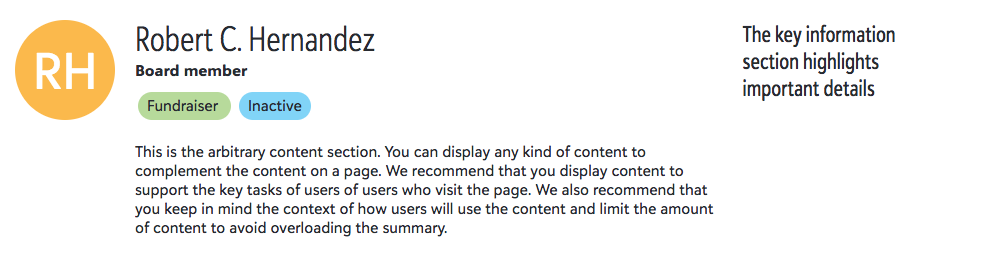 RH
Robert C. Hernandez
Board member
Fundraiser
Inactive
This is the arbitrary content section. You can display any kind of content to
complement the content on a page. We recommend that you display content to
support the key tasks of users of users who visit the page. We also recommend that
you keep in mind the context of how users will use the content and limit the amount
of content to avoid overloading the summary.
The key information
section highlights
important details